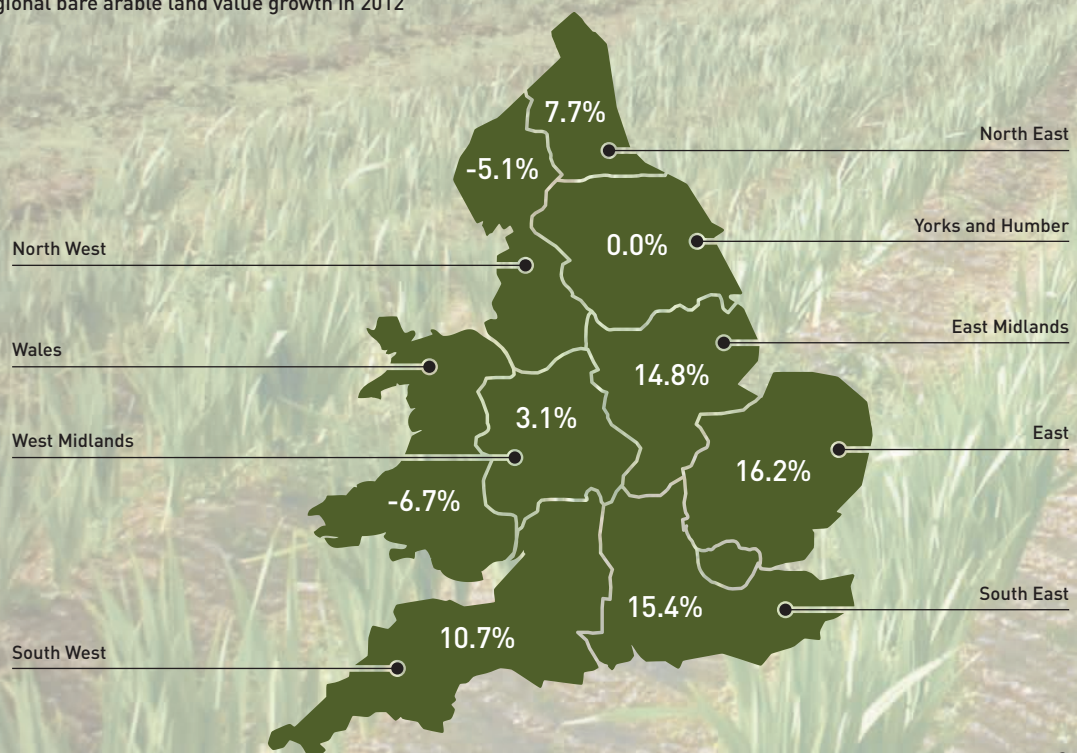 gional bare arable land value growth in 2012
7.7%
North East
-5.1%
Yorks and Humber
0.0%
North West
East Midlands
Wales
14.8%
3.1%
East
West Midlands
16.2%
-6.7%
South East
15.4%
10.7%
South West